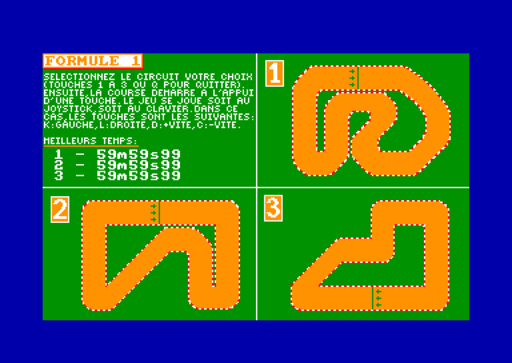 FORMULE 1
SELECTIONNEZ LE CIRCUIT VOTRE CHOIX
(TOUCHES 1 A 3 OU Q POUR QUITTER).
ENSUITE,LA COURSE DEMARRE A L'APPUI
D'UNE TOUCHE.LE JEU SE JOUE SOIT AU
JOYSTICK,SOIT AU CLAVIER.DANS CE
CAS,LES TOUCHES SONT LES SUIVANTES:
K:GAUCHE,L:DROITE,D:+VITE,C:-VITE.
MEILLEURS TEMPS:
1 - 59m59s99
2 - 59m59s99
3 - 59m59s99
1
2
3